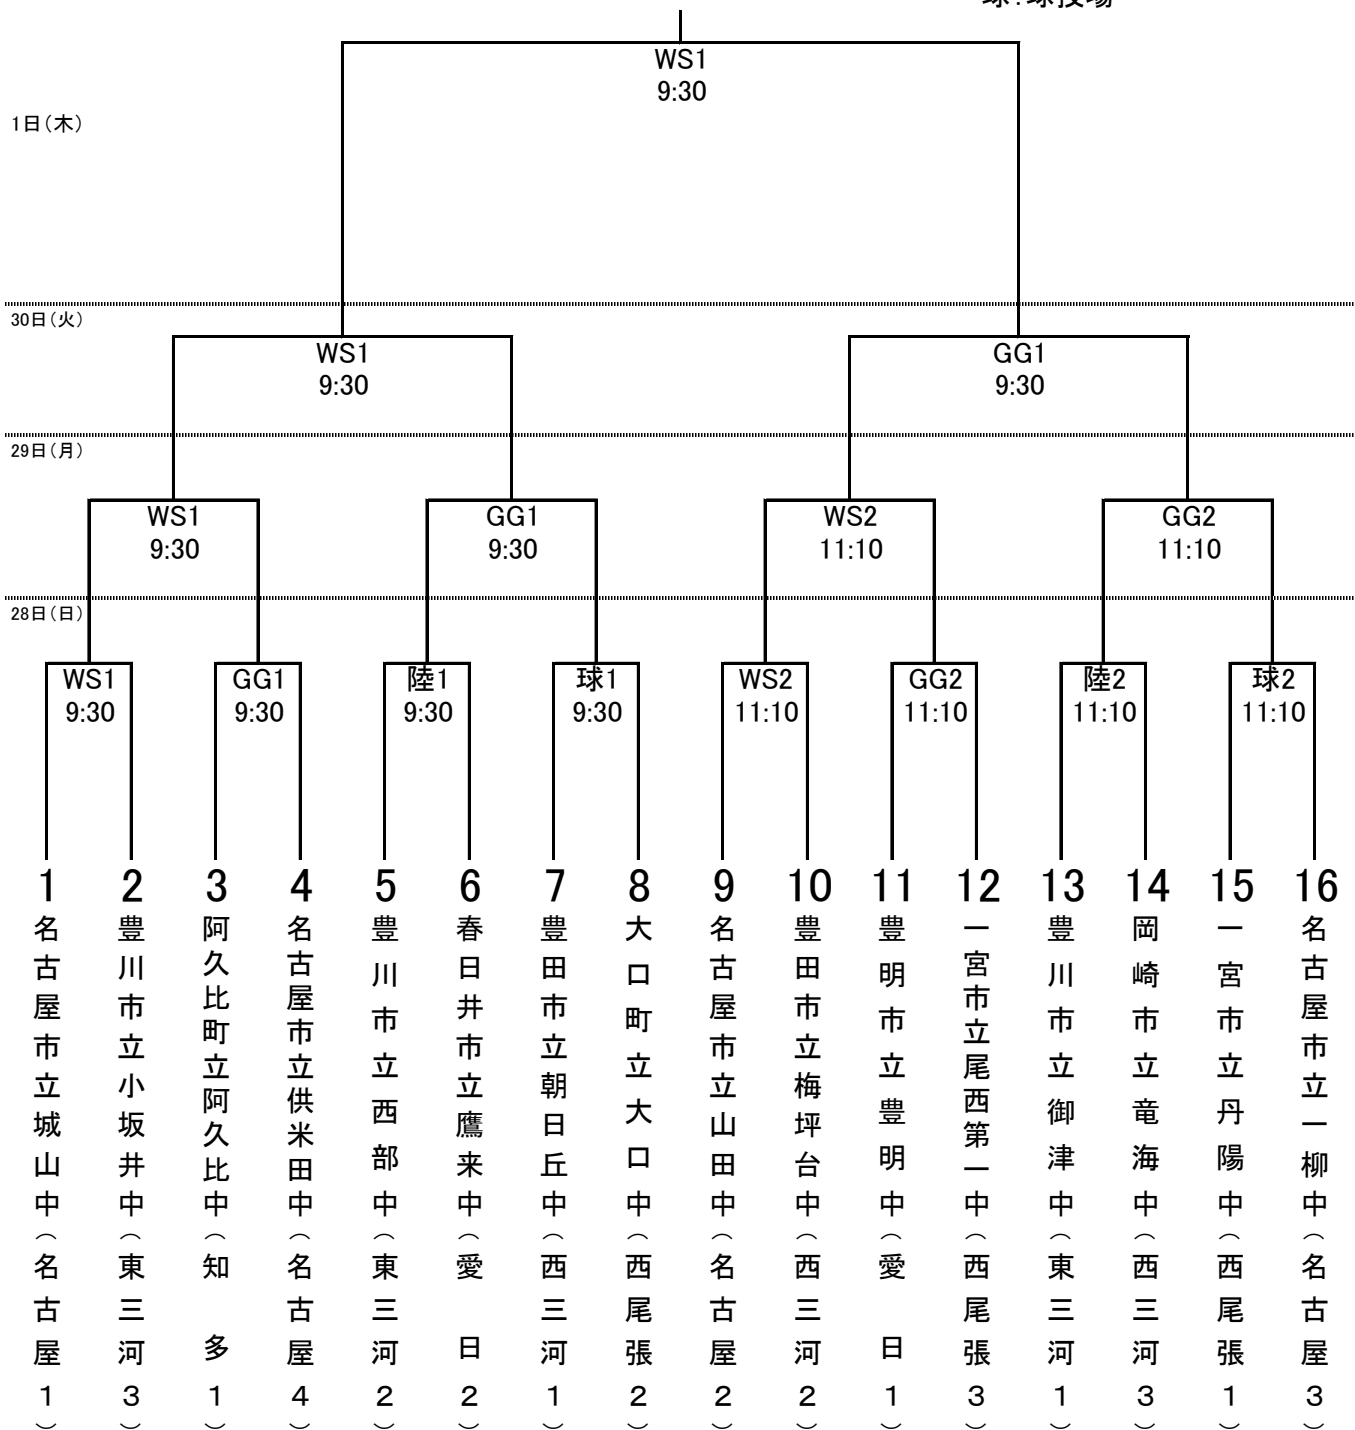 球：球技場
WS1
9:30
1日（木）
30日（火）
WS1
9:30
GG1
9:30
29日（月）
WS1
9:30
GG1
9:30
WS2
11:10
GG2
11:10
28日（日）
WS1
9:30
GG1
9:30
陸1
9:30
球1
9:30
WS2
11:10
GG2
11:10
陸2
11:10
球2
11:10
1
名古屋市立城山中（名古屋1）
2
豊川市立小坂井中（東三河3）
3
阿久比町立阿久比中（知多1）
4
名古屋市立供米田中（名古屋4）
5
豊川市立西部中（東三河2）
6
春日井市立鷹来中（愛日2）
7
豊田市立朝日丘中（西三河1）
8
大口町立大口中（西尾張2）
9
名古屋市立山田中（名古屋2）
10
豊田市立梅坪台中（西三河2）
11
豊明市立豊明中（愛日1）
12
一宮市立尾西第一中（西尾張3）
13
豊川市立御津中（東三河1）
14
岡崎市立竜海中（西三河3）
15
一宮市立丹陽中（西尾張1）
16
名古屋市立一柳中（名古屋3）